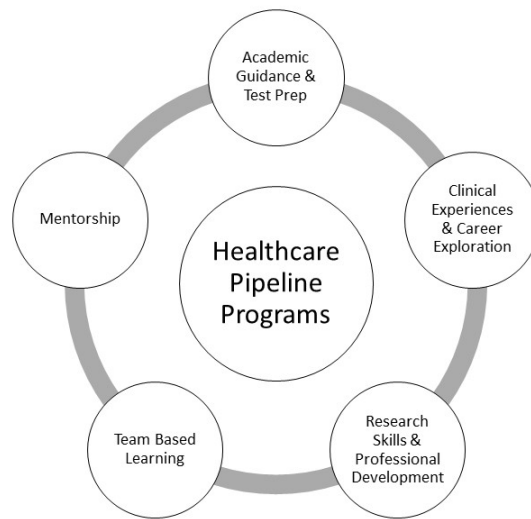 Academic
Guidance &
Test Prep
Clinical
Experiences
& Career
Exploration
Mentorship
Healthcare
Pipeline
Programs
Team Based
Learning
Research
Skills &
Professional
Development